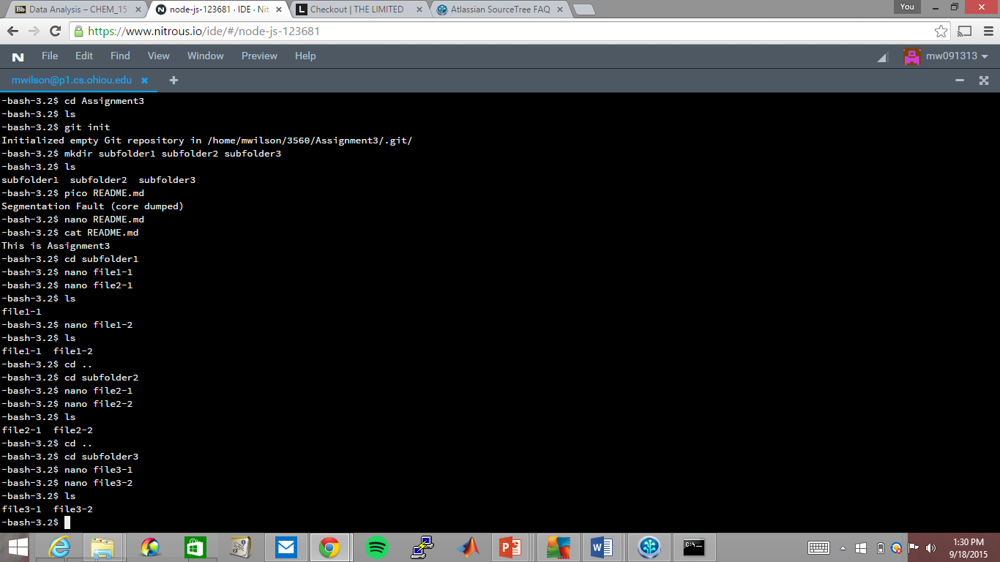 Bb Data Analysis – CHEM_15
node-js-123681 · IDE · Nit
L Checkout | THE LIMITED
Atlassian SourceTree FAQ
You
https://www.nitrous.io/ide/#/node-js-123681
N File Edit Find View Window Preview Help
mw091313
mwilson@p1.cs.ohiou.edu
-bash-3.2$ cd Assignment3
-bash-3.2$ ls
-bash-3.2$ git init
Initialized empty Git repository in /home/mwilson/3560/Assignment3/.git/
-bash-3.2$ mkdir subfolder1 subfolder2 subfolder3
-bash-3.2$ ls
subfolder1  subfolder2  subfolder3
-bash-3.2$ pico README.md
Segmentation Fault (core dumped)
-bash-3.2$ nano README.md
-bash-3.2$ cat README.md
This is Assignment3
-bash-3.2$ cd subfolder1
-bash-3.2$ nano file1-1
-bash-3.2$ nano file2-1
-bash-3.2$ ls
file1-1
-bash-3.2$ nano file1-2
-bash-3.2$ ls
file1-1  file1-2
-bash-3.2$ cd ..
-bash-3.2$ cd subfolder2
-bash-3.2$ nano file2-1
-bash-3.2$ nano file2-2
-bash-3.2$ ls
file2-1  file2-2
-bash-3.2$ cd ..
-bash-3.2$ cd subfolder3
-bash-3.2$ nano file3-1
-bash-3.2$ nano file3-2
-bash-3.2$ ls
file3-1  file3-2
-bash-3.2$
1:30 PM
9/18/2015